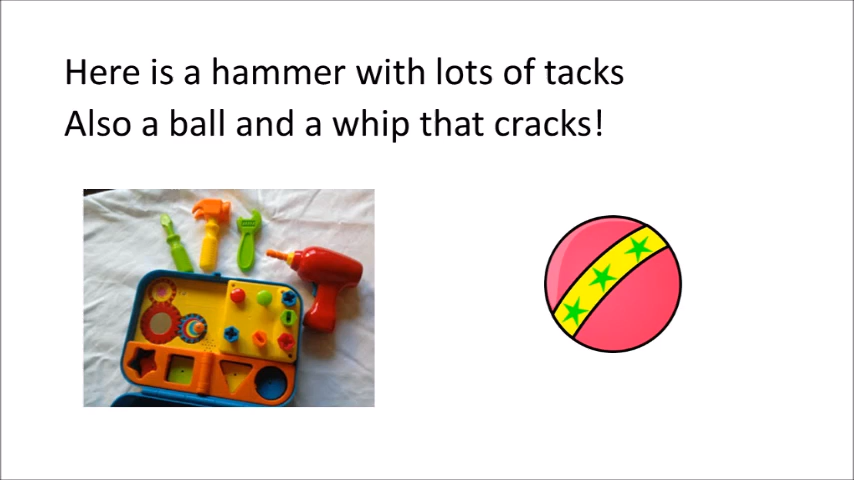 Here is a hammer with lots of tacks
Also a ball and a whip that cracks!